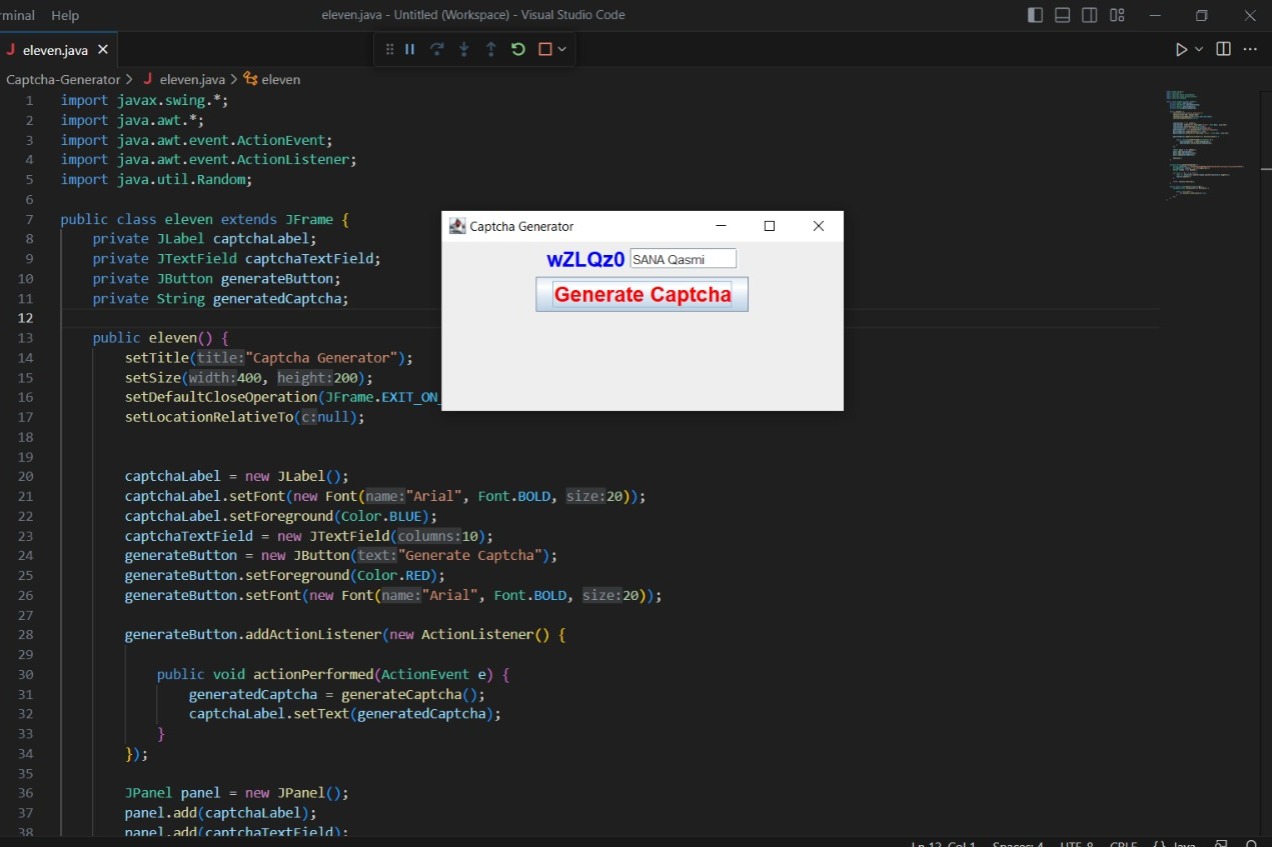 rminal Help eleven.java - Untitled (Workspace) - Visual Studio Code
J eleven.java
Captcha-Generator > J eleven.java > eleven
1 import javax.swing.*;
2 import java.awt.*;
3 import java.awt.event.ActionEvent;
4 import java.awt.event.ActionListener;
5 import java.util.Random;
6
7 public class eleven extends JFrame {
8 private JLabel captchaLabel;
9 private JTextField captchaTextField;
10 private JButton generateButton;
11 private String generatedCaptcha;
12
13 public eleven() {
14 setTitle(title:"Captcha Generator");
15 setSize(width:400, height:200);
16 setDefaultCloseOperation(JFrame.EXIT_ON_
17 setLocationRelativeTo(c:null);
18
19
20 captchaLabel = new JLabel();
21 captchaLabel.setFont(new Font(name:"Arial", Font.BOLD, size:20));
22 captchaLabel.setForeground(Color.BLUE);
23 captchaTextField = new JTextField(columns:10);
24 generateButton = new JButton(text:"Generate Captcha");
25 generateButton.setForeground(Color.RED);
26 generateButton.setFont(new Font(name:"Arial", Font.BOLD, size:20));
27
28 generateButton.addActionListener(new ActionListener() {
29
30 public void actionPerformed(ActionEvent e) {
31 generatedCaptcha = generateCaptcha();
32 captchaLabel.setText(generatedCaptcha);
33 }
34 });
35
36 JPanel panel = new JPanel();
37 panel.add(captchaLabel);
38 panel.add(captchaTextField);
Captcha Generator
wZLQz0 SANA Qasmi
Generate Captcha
Ln 12, Col 1 Spaces: 4 UTF-8 CRLF {} Java